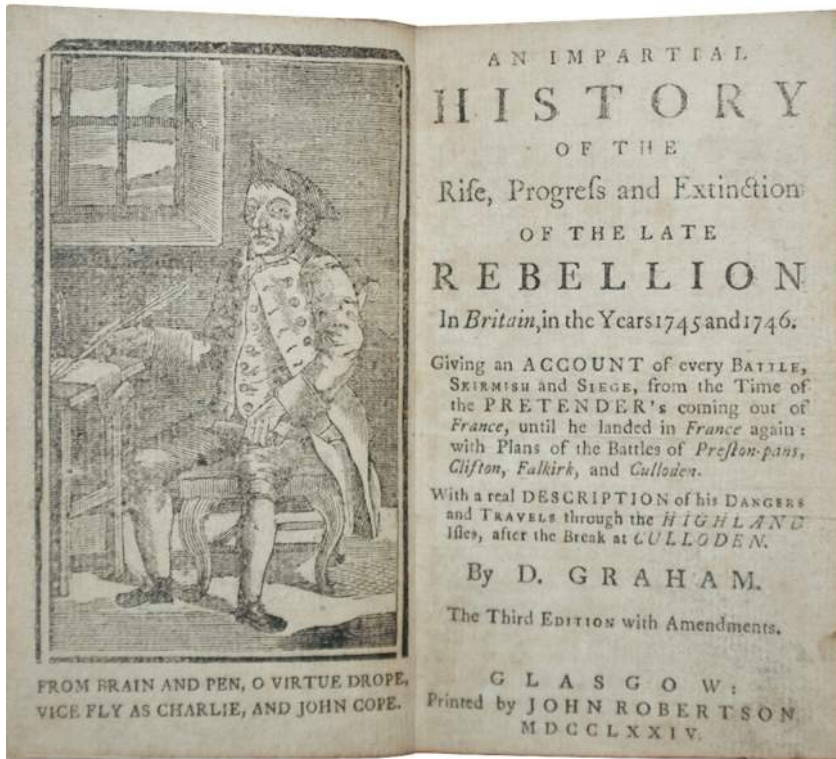 FROM BRAIN AND PEN, O VIRTUE DROPE,
VICE FLY AS CHARLIE, AND JOHN COPE.
AN IMPARTIAL
HISTORY
OF THE
Riſe, Progreſs and Extinction
OF THE LATE
REBELLION
In Britain, in the Years 1745 and 1746.
Giving an ACCOUNT of every BATTLE,
SKIRMISH and SIEGE, from the Time of
the PRETENDER's coming out of
France, until he landed in France again:
with Plans of the Battles of Preſton-pans,
Clifton, Falkirk, and Culloden.
With a real DESCRIPTION of his DANGERS
and TRAVELS through the HIGHLAND
Iſles, after the Break at CULLODEN.
By D. GRAHAM.
The Third EDITION with Amendments.
GLASGOW:
Printed by JOHN ROBERTSON.
MDCCLXXIV.